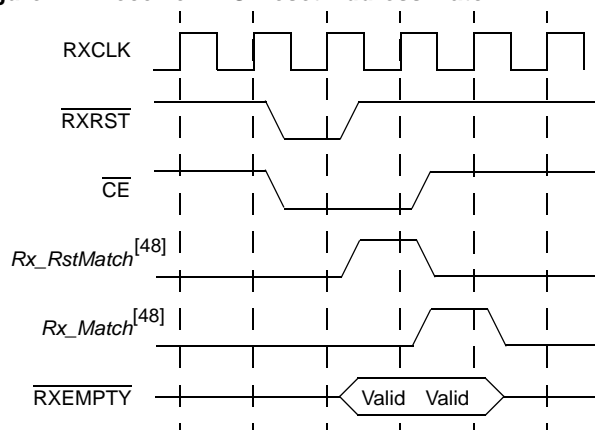 RXCLK
RXRST
CE
Rx_RstMatch[48]
Rx_Match[48]
RXEMPTY Valid Valid